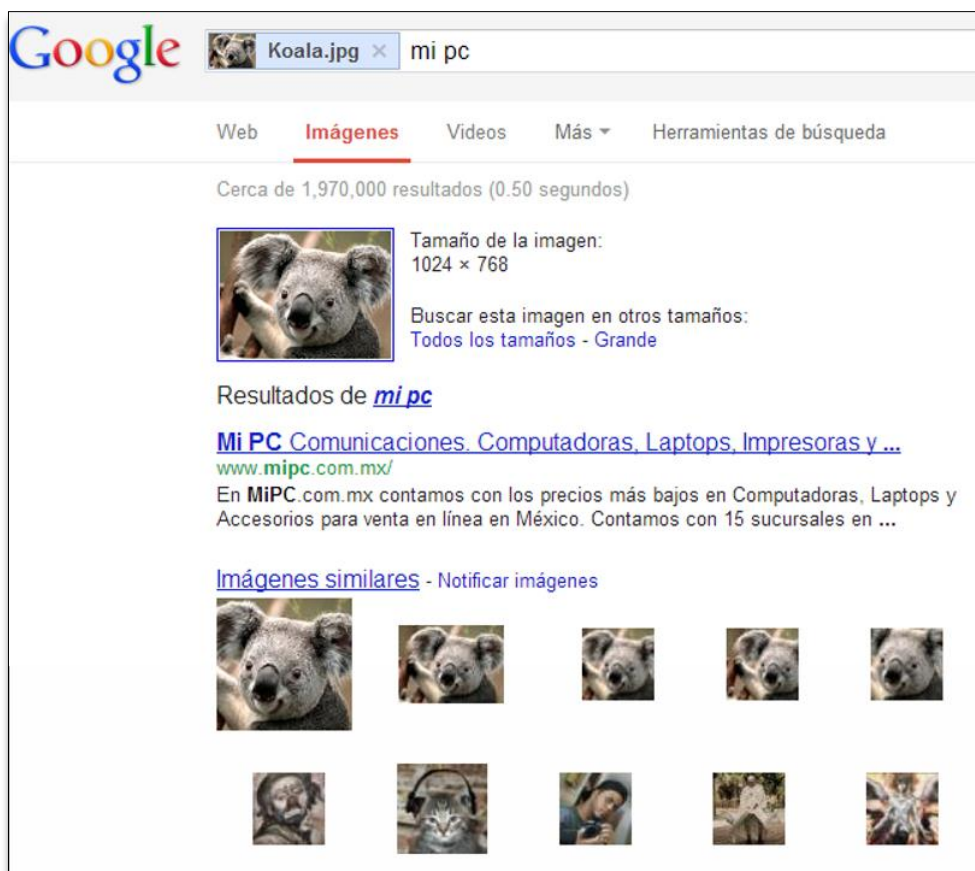 Google Koala.jpg × mi pc
Web Imágenes Videos Más Herramientas de búsqueda
Cerca de 1,970,000 resultados (0.50 segundos)
Tamaño de la imagen:
1024 × 768
Buscar esta imagen en otros tamaños:
Todos los tamaños - Grande
Resultados de mi pc
Mi PC Comunicaciones. Computadoras, Laptops, Impresoras y ...
www.mipc.com.mx/
En MiPC.com.mx contamos con los precios más bajos en Computadoras, Laptops y
Accesorios para venta en línea en México. Contamos con 15 sucursales en ...
Imágenes similares - Notificar imágenes